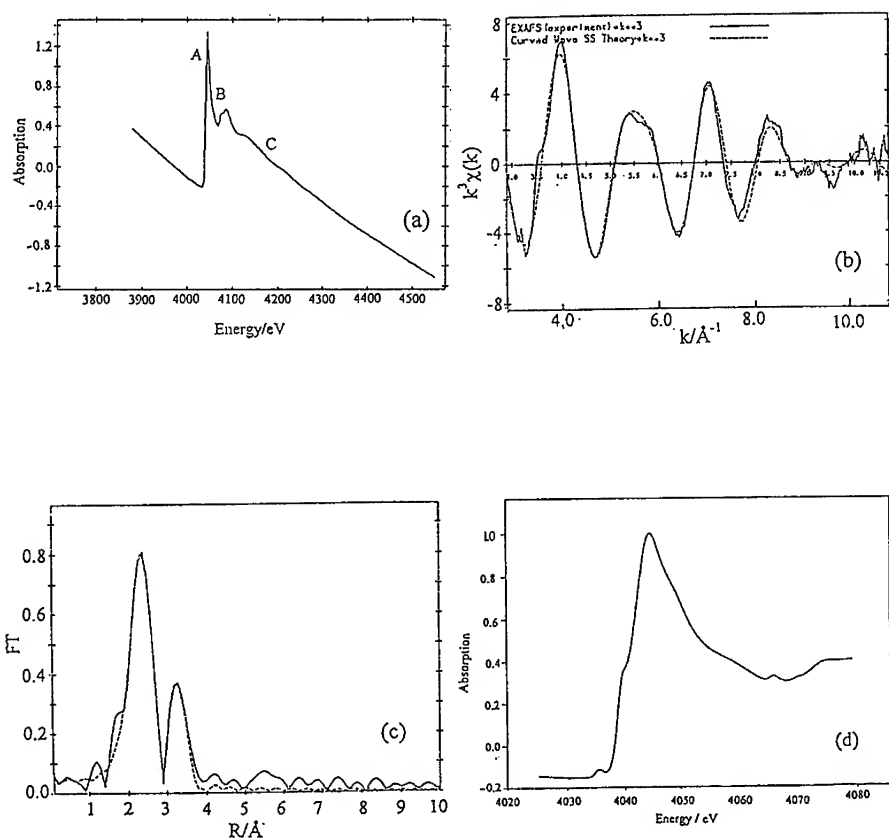 1.2
0.8
0.4
0.0
−0.4
−0.8
−1.2
Absorption
A
B
C
(a)
3800 3900 4000 4100 4200 4300 4400 4500
Energy/eV
EXAFS (experiment)*k**3
Curved Wave SS Theory*k**3
8
4
0
-4
-8
k³χ(k)
(b)
4.0 6.0 8.0 10.0
k/Å⁻¹
0.8
0.6
0.4
0.2
0.0
FT
(c)
1 2 3 4 5 6 7 8 9 10
R/Å
1.0
0.8
0.6
0.4
0.2
0.0
−0.2
Absorption
(d)
4020 4030 4040 4050 4060 4070 4080
Energy / eV